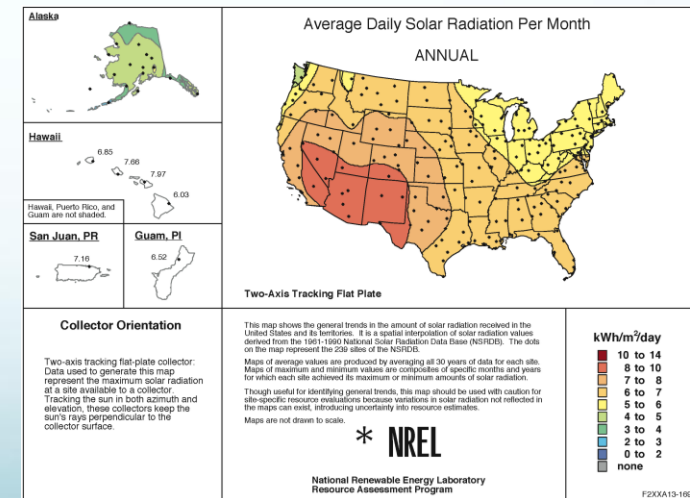 Alaska
Average Daily Solar Radiation Per Month
ANNUAL
Hawaii
6.85
7.66
7.97
6.03
Hawaii, Puerto Rico, and
Guam are not shaded.
San Juan, PR
7.16
Guam, PI
6.52
Two-Axis Tracking Flat Plate
Collector Orientation
Two-axis tracking flat-plate collector:
Data used to generate this map
represent the maximum solar radiation
at a site available to a collector.
Tracking the sun in both azimuth and
elevation, these collectors keep the
sun's rays perpendicular to the
collector surface.
This map shows the general trends in the amount of solar radiation received in the
United States and its territories. It is a spatial interpolation of solar radiation values
derived from the 1961-1990 National Solar Radiation Data Base (NSRDB). The dots
on the map represent the 239 sites of the NSRDB.
Maps of average values are produced by averaging all 30 years of data for each site.
Maps of maximum and minimum values are composites of specific months and years
for which each site achieved its maximum or minimum amounts of solar radiation.
Though useful for identifying general trends, this map should be used with caution for
site-specific resource evaluations because variations in solar radiation not reflected in
the maps can exist, introducing uncertainty into resource estimates.
Maps are not drawn to scale.
* NREL
National Renewable Energy Laboratory
Resource Assessment Program
kWh/m²/day
10 to 14
8 to 10
7 to 8
6 to 7
5 to 6
4 to 5
3 to 4
2 to 3
0 to 2
none
F2XXA13-169